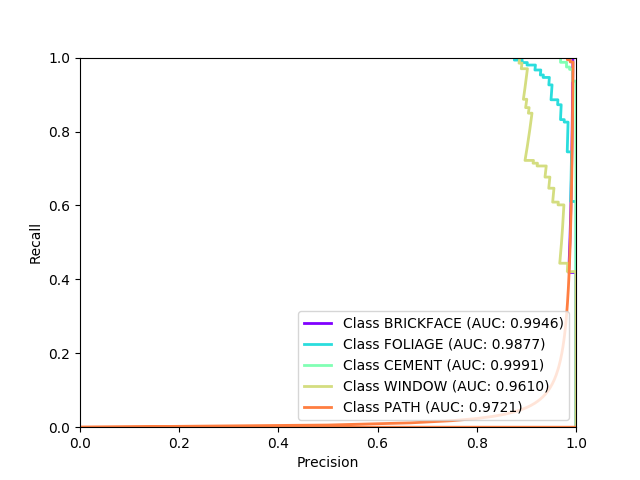 1.0
0.8
0.6
0.4
0.2
0.0
Recall
Class BRICKFACE (AUC: 0.9946)
Class FOLIAGE (AUC: 0.9877)
Class CEMENT (AUC: 0.9991)
Class WINDOW (AUC: 0.9610)
Class PATH (AUC: 0.9721)
0.0 0.2 0.4 0.6 0.8 1.0
Precision